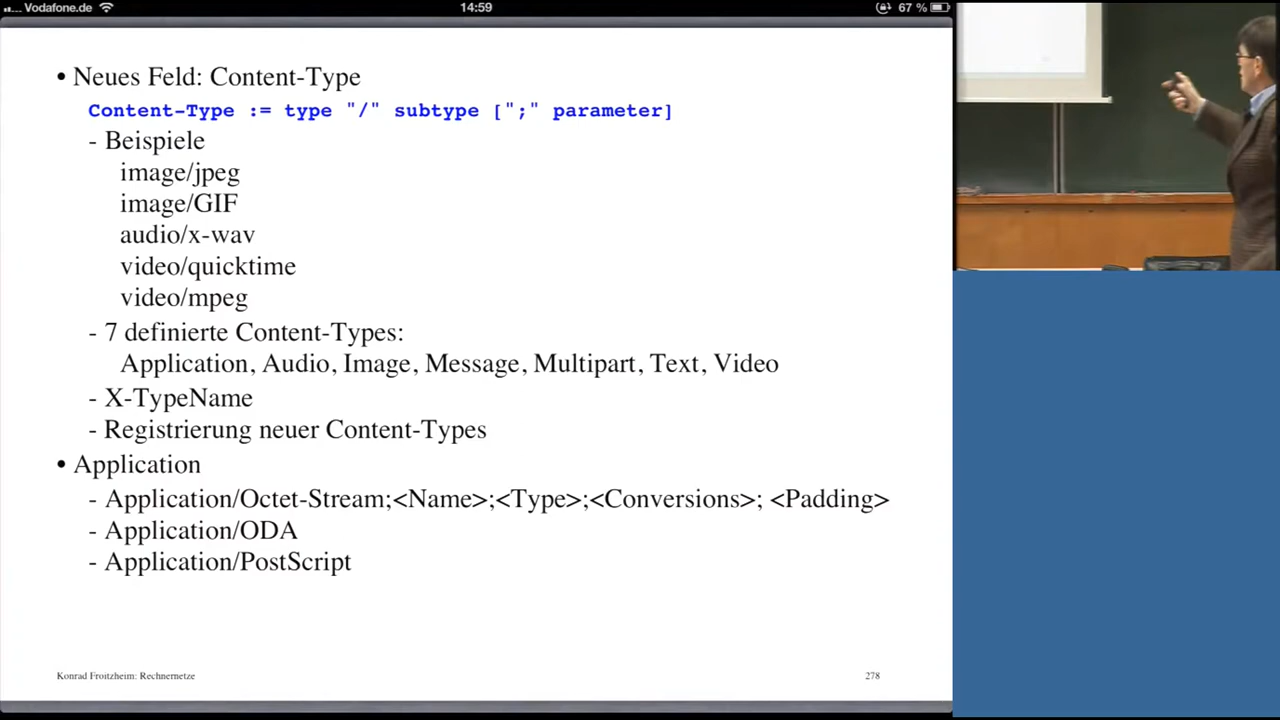 Vodafone.de
14:59
67 %
• Neues Feld: Content-Type
Content-Type := type "/" subtype [";" parameter]
- Beispiele
image/jpeg
image/GIF
audio/x-wav
video/quicktime
video/mpeg
- 7 definierte Content-Types:
Application, Audio, Image, Message, Multipart, Text, Video
- X-TypeName
- Registrierung neuer Content-Types
• Application
- Application/Octet-Stream;<Name>;<Type>;<Conversions>; <Padding>
- Application/ODA
- Application/PostScript
Konrad Froitzheim: Rechnernetze
278